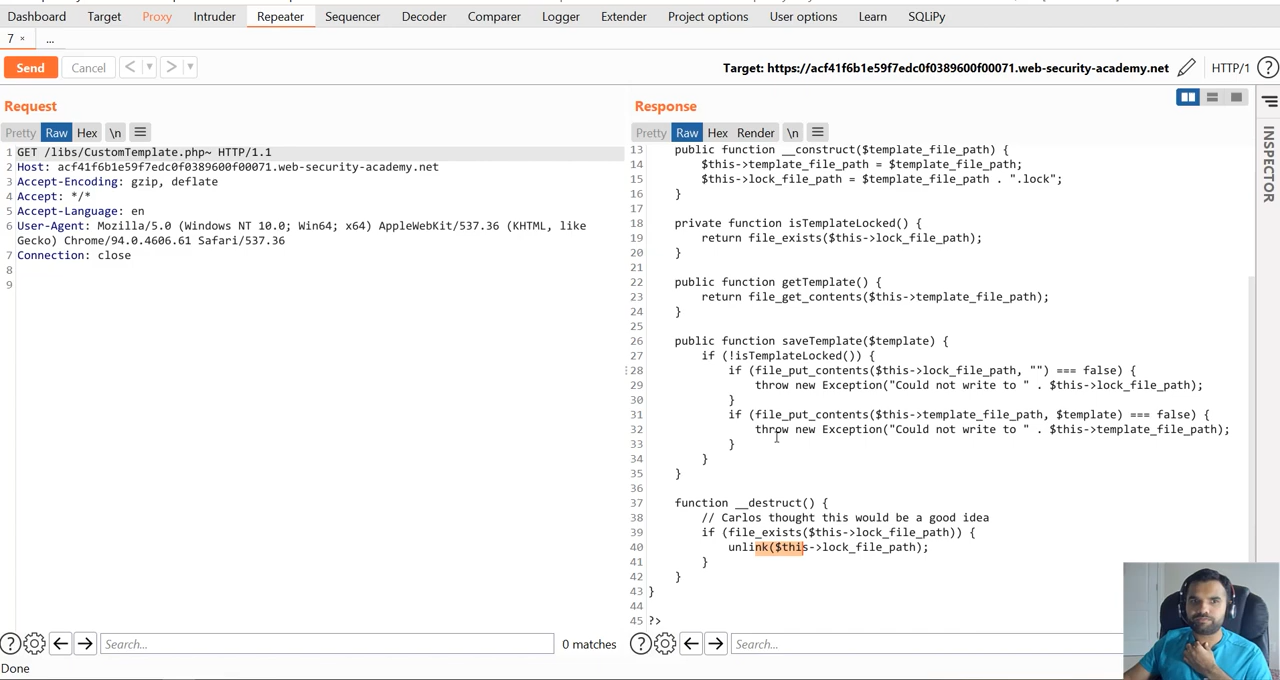 Dashboard Target Proxy Intruder Repeater Sequencer Decoder Comparer Logger Extender Project options User options Learn SQLiPy
7 × ...
Send Cancel < > Target: https://acf41f6b1e59f7edc0f0389600f00071.web-security-academy.net HTTP/1 ?
Request
Pretty Raw Hex \n
1 GET /libs/CustomTemplate.php~ HTTP/1.1
2 Host: acf41f6b1e59f7edc0f0389600f00071.web-security-academy.net
3 Accept-Encoding: gzip, deflate
4 Accept: */*
5 Accept-Language: en
6 User-Agent: Mozilla/5.0 (Windows NT 10.0; Win64; x64) AppleWebKit/537.36 (KHTML, like
Gecko) Chrome/94.0.4606.61 Safari/537.36
7 Connection: close
8
9
? Search... 0 matches
Done
Response
Pretty Raw Hex Render \n
13 public function __construct($template_file_path) {
14 $this->template_file_path = $template_file_path;
15 $this->lock_file_path = $template_file_path . ".lock";
16 }
17
18 private function isTemplateLocked() {
19 return file_exists($this->lock_file_path);
20 }
21
22 public function getTemplate() {
23 return file_get_contents($this->template_file_path);
24 }
25
26 public function saveTemplate($template) {
27 if (!isTemplateLocked()) {
28 if (file_put_contents($this->lock_file_path, "") === false) {
29 throw new Exception("Could not write to " . $this->lock_file_path);
30 }
31 if (file_put_contents($this->template_file_path, $template) === false) {
32 throw new Exception("Could not write to " . $this->template_file_path);
33 }
34 }
35 }
36
37 function __destruct() {
38 // Carlos thought this would be a good idea
39 if (file_exists($this->lock_file_path)) {
40 unlink($this->lock_file_path);
41 }
42 }
43 }
44
45 ?>
? Search...
INSPECTOR